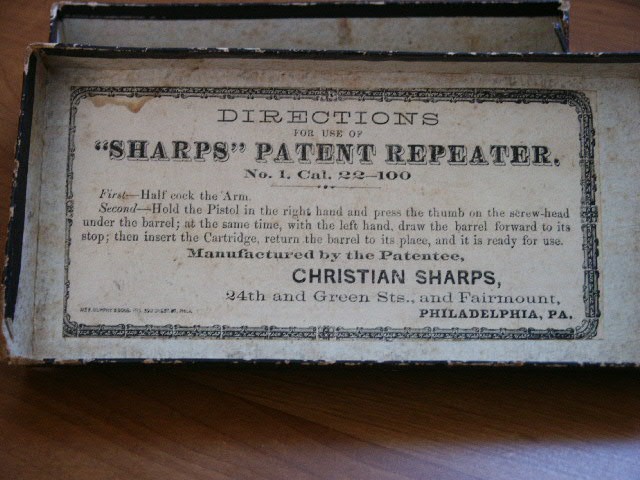 DIRECTIONS
FOR USE OF
"SHARPS" PATENT REPEATER.
No. 1. Cal. 22—100
First—Half cock the Arm.
Second—Hold the Pistol in the right hand and press the thumb on the screw-head
under the barrel; at the same time, with the left hand, draw the barrel forward to its
stop; then insert the Cartridge, return the barrel to its place, and it is ready for use.
Manufactured by the Patentee,
CHRISTIAN SHARPS,
24th and Green Sts., and Fairmount,
PHILADELPHIA, PA.